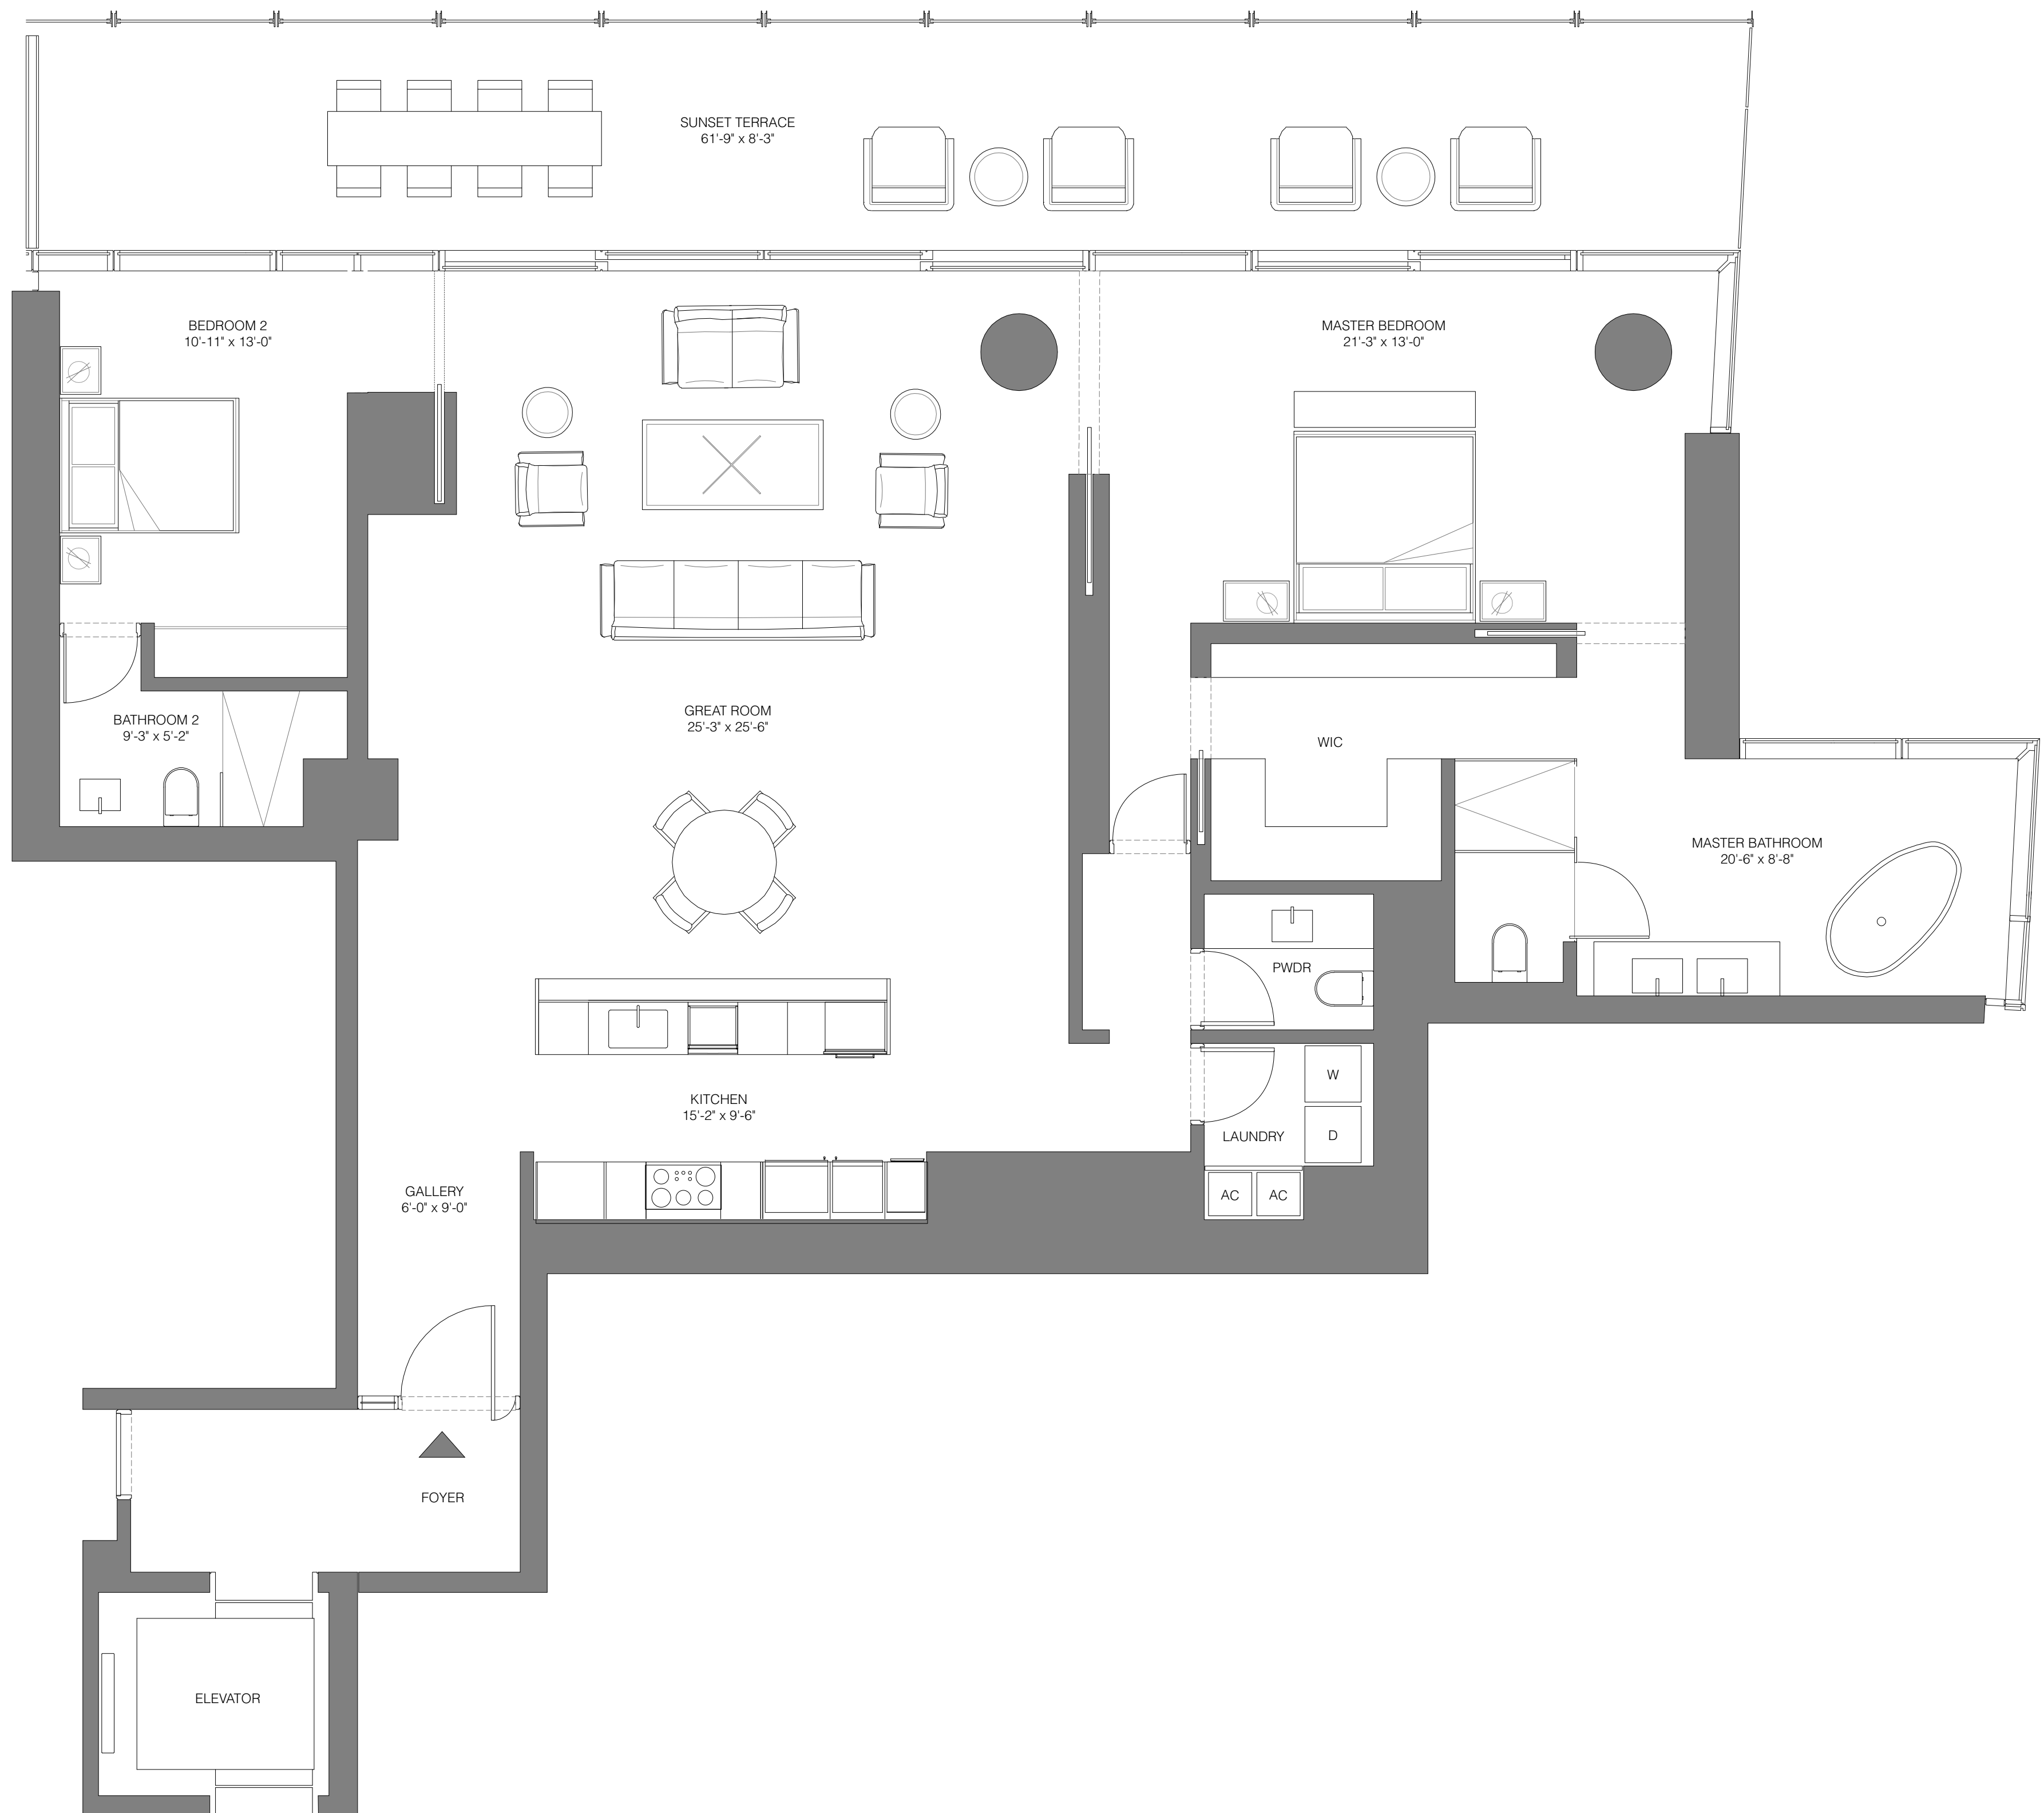 SUNSET TERRACE
61'-9" x 8'-3"
BEDROOM 2
10'-11" x 13'-0"
MASTER BEDROOM
21'-3" x 13'-0"
GREAT ROOM
25'-3" x 25'-6"
BATHROOM 2
9'-3" x 5'-2"
WIC
MASTER BATHROOM
20'-6" x 8'-8"
PWDR
KITCHEN
15'-2" x 9'-6"
W
LAUNDRY
D
GALLERY
6'-0" x 9'-0"
AC
AC
FOYER
ELEVATOR